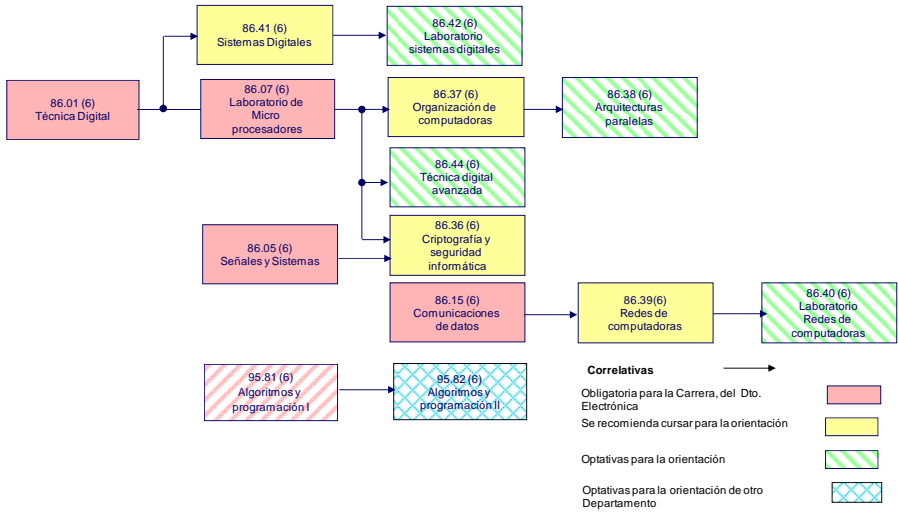 86.41 (6)
Sistemas Digitales
86.42 (6)
Laboratorio
sistemas digitales
86.01 (6)
Técnica Digital
86.07 (6)
Laboratorio de
Micro
procesadores
86.37 (6)
Organización de
computadoras
86.38 (6)
Arquitecturas
paralelas
86.44 (6)
Técnica digital
avanzada
86.05 (6)
Señales y Sistemas
86.36 (6)
Criptografía y
seguridad
informática
86.15 (6)
Comunicaciones
de datos
86.39(6)
Redes de
computadoras
86.40 (6)
Laboratorio
Redes de
computadoras
95.81 (6)
Algoritmos y
programación I
95.82 (6)
Algoritmos y
programación II
Correlativas
Obligatoria para la Carrera, del Dto.
Electrónica
Se recomienda cursar para la orientación
Optativas para la orientación
Optativas para la orientación de otro
Departamento